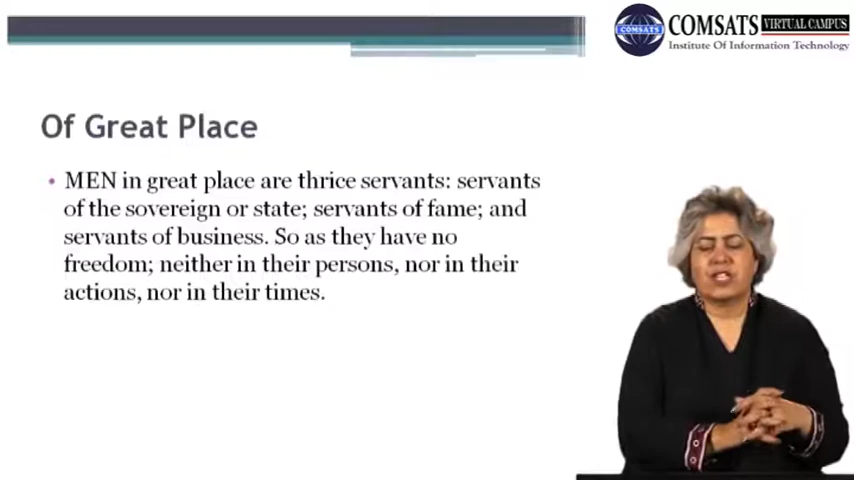 COMSATS VIRTUAL CAMPUS
COMSATS
Institute Of Information Technology
Of Great Place
• MEN in great place are thrice servants: servants
of the sovereign or state; servants of fame; and
servants of business. So as they have no
freedom; neither in their persons, nor in their
actions, nor in their times.